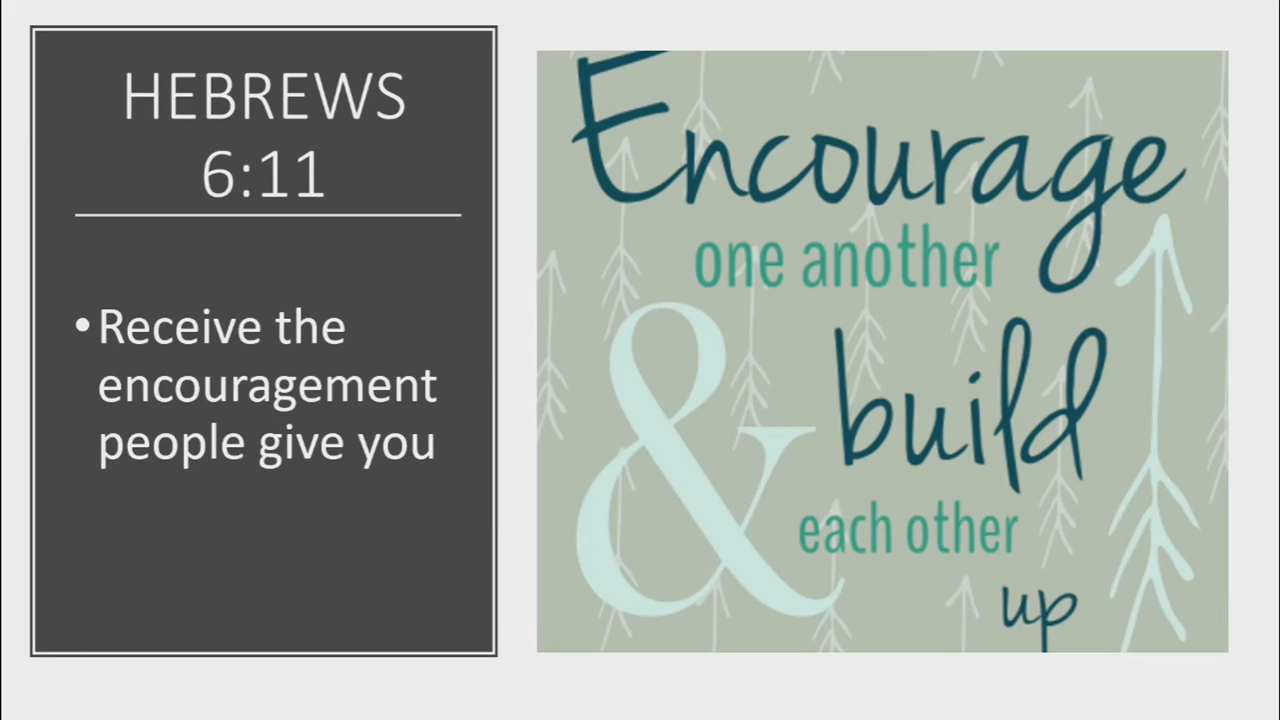 HEBREWS
6:11
•Receive the
encouragement
people give you
Encourage
one another
&
build
each other
up